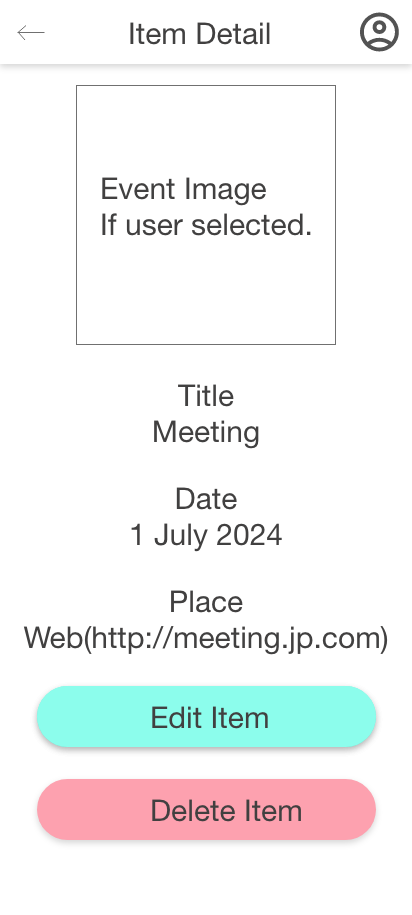 Item Detail
Event Image
If user selected.
Title
Meeting
Date
1 July 2024
Place
Web(http://meeting.jp.com)
Edit Item
Delete Item